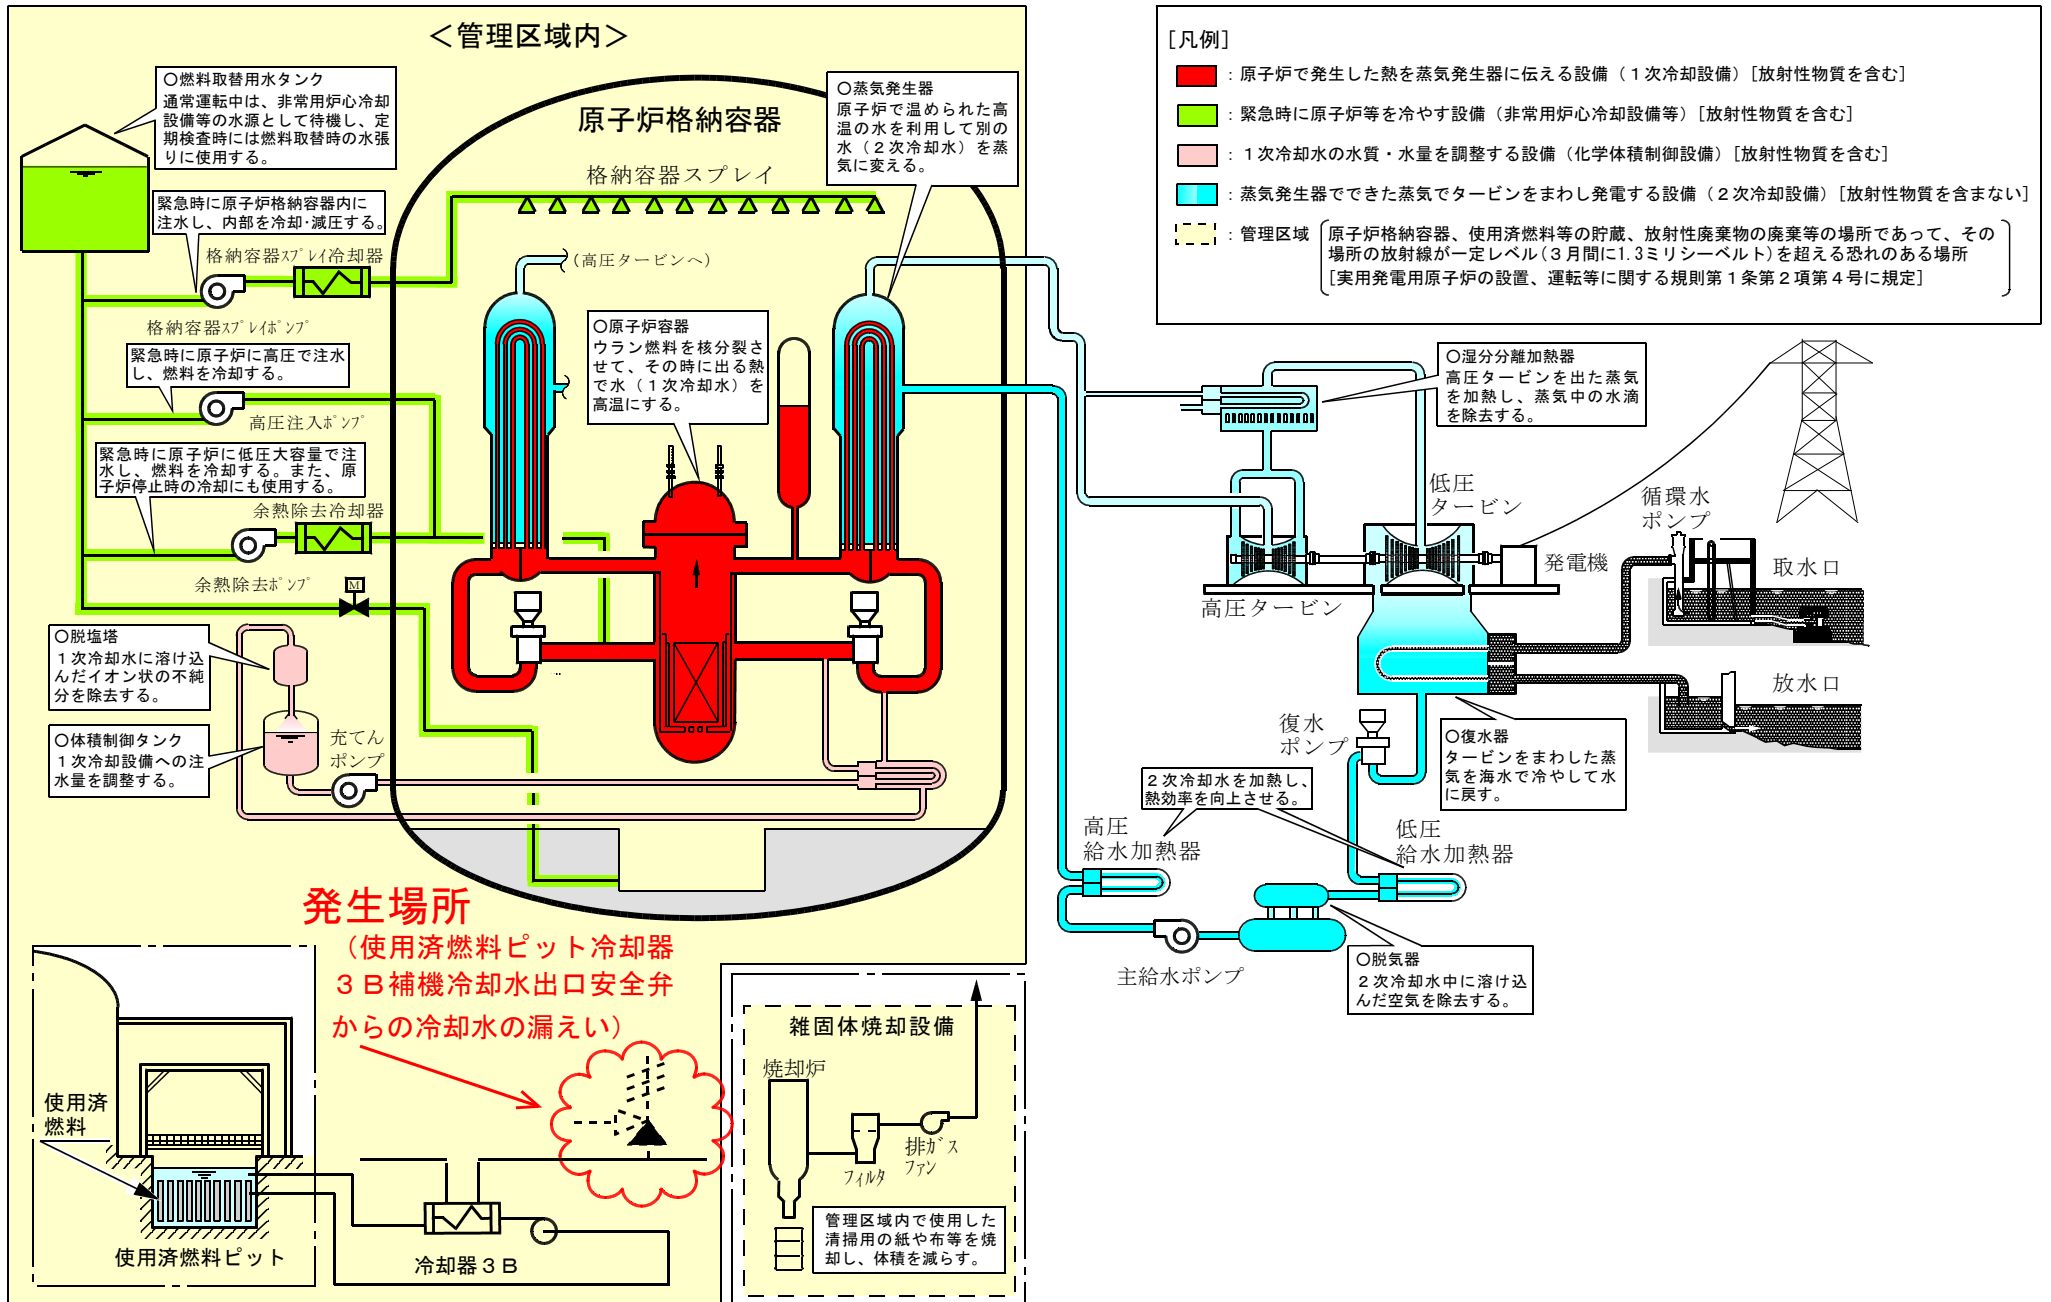 ＜管理区域内＞
○燃料取替用水タンク
通常運転中は、非常用炉心冷却
設備等の水源として待機し、定
期検査時には燃料取替時の水張
りに使用する。
緊急時に原子炉格納容器内に
注水し、内部を冷却･減圧する。
格納容器ｽﾌﾟﾚｲ冷却器
格納容器ｽﾌﾟﾚｲﾎﾟﾝﾌﾟ
緊急時に原子炉に高圧で注水
し、燃料を冷却する。
高圧注入ﾎﾟﾝﾌﾟ
緊急時に原子炉に低圧大容量で注
水し、燃料を冷却する。また、原
子炉停止時の冷却にも使用する。
余熱除去冷却器
余熱除去ﾎﾟﾝﾌﾟ
M
○脱塩塔
１次冷却水に溶け込
んだイオン状の不純
分を除去する。
○体積制御タンク
１次冷却設備への注
水量を調整する。
充てん
ポンプ
原子炉格納容器
格納容器スプレイ
（高圧タービンへ）
○蒸気発生器
原子炉で温められた高
温の水を利用して別の
水（２次冷却水）を蒸
気に変える。
○原子炉容器
ウラン燃料を核分裂さ
せて、その時に出る熱
で水（１次冷却水）を
高温にする。
[凡例]
：原子炉で発生した熱を蒸気発生器に伝える設備（１次冷却設備）[放射性物質を含む]
：緊急時に原子炉等を冷やす設備（非常用炉心冷却設備等）[放射性物質を含む]
：１次冷却水の水質・水量を調整する設備（化学体積制御設備）[放射性物質を含む]
：蒸気発生器でできた蒸気でタービンをまわし発電する設備（２次冷却設備）[放射性物質を含まない]
：管理区域
原子炉格納容器、使用済燃料等の貯蔵、放射性廃棄物の廃棄等の場所であって、その
場所の放射線が一定レベル(３月間に1.3ミリシーベルト)を超える恐れのある場所
[実用発電用原子炉の設置、運転等に関する規則第１条第２項第４号に規定]
○湿分分離加熱器
高圧タービンを出た蒸気
を加熱し、蒸気中の水滴
を除去する。
低圧
タービン
高圧タービン
発電機
循環水
ポンプ
取水口
放水口
復水
ポンプ
○復水器
タービンをまわした蒸
気を海水で冷やして水
に戻す。
２次冷却水を加熱し、
熱効率を向上させる。
高圧
給水加熱器
低圧
給水加熱器
主給水ポンプ
○脱気器
２次冷却水中に溶け込
んだ空気を除去する。
発生場所
（使用済燃料ピット冷却器
３Ｂ補機冷却水出口安全弁
からの冷却水の漏えい）
使用済
燃料
使用済燃料ピット
冷却器３Ｂ
雑固体焼却設備
焼却炉
ﾌｨﾙﾀ
排ｶﾞｽ
ﾌｧﾝ
管理区域内で使用した
清掃用の紙や布等を焼
却し、体積を減らす。